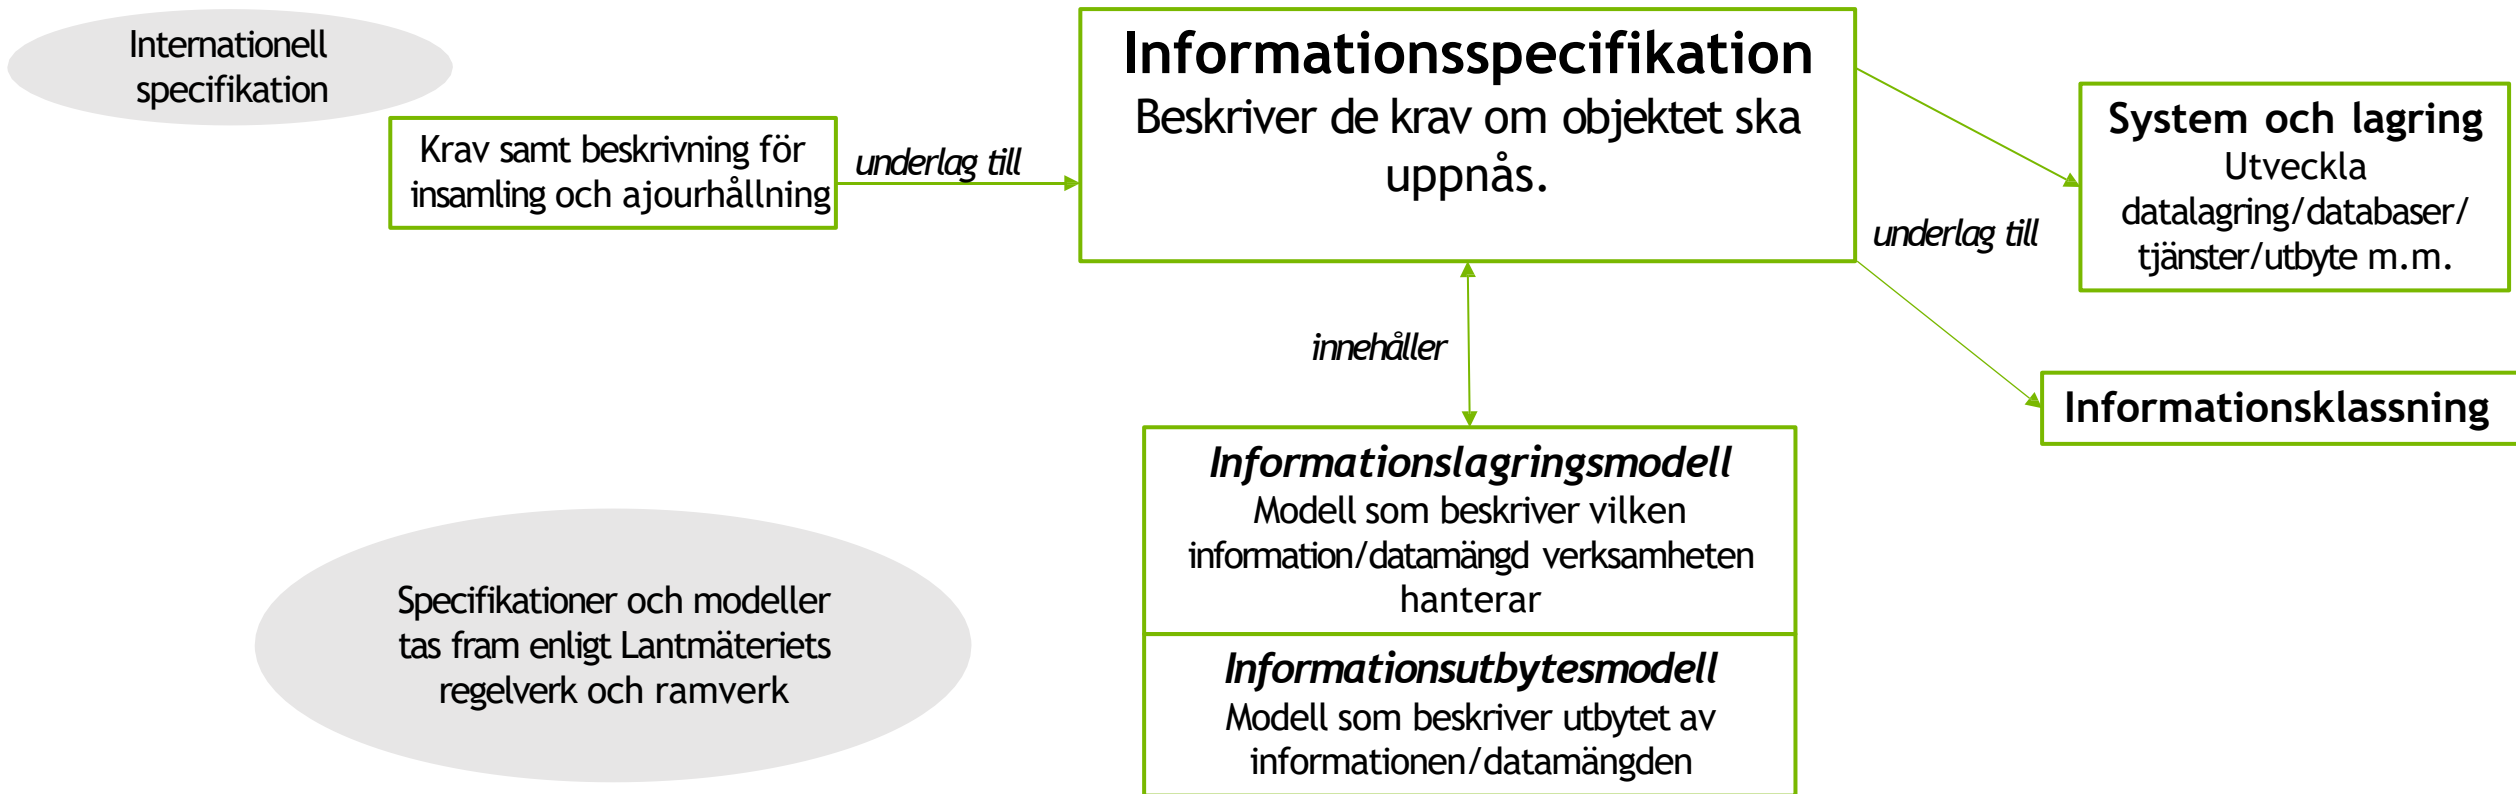 Internationell
specifikation
Krav samt beskrivning för
insamling och ajourhållning
underlag till
Informationsspecifikation
Beskriver de krav om objektet ska
uppnås.
underlag till
System och lagring
Utveckla
datalagring/databaser/
tjänster/utbyte m.m.
innehåller
Informationsklassning
Informationslagringsmodell
Modell som beskriver vilken
information/datamängd verksamheten
hanterar
Specifikationer och modeller
tas fram enligt Lantmäteriets
regelverk och ramverk
Informationsutbytesmodell
Modell som beskriver utbytet av
informationen/datamängden